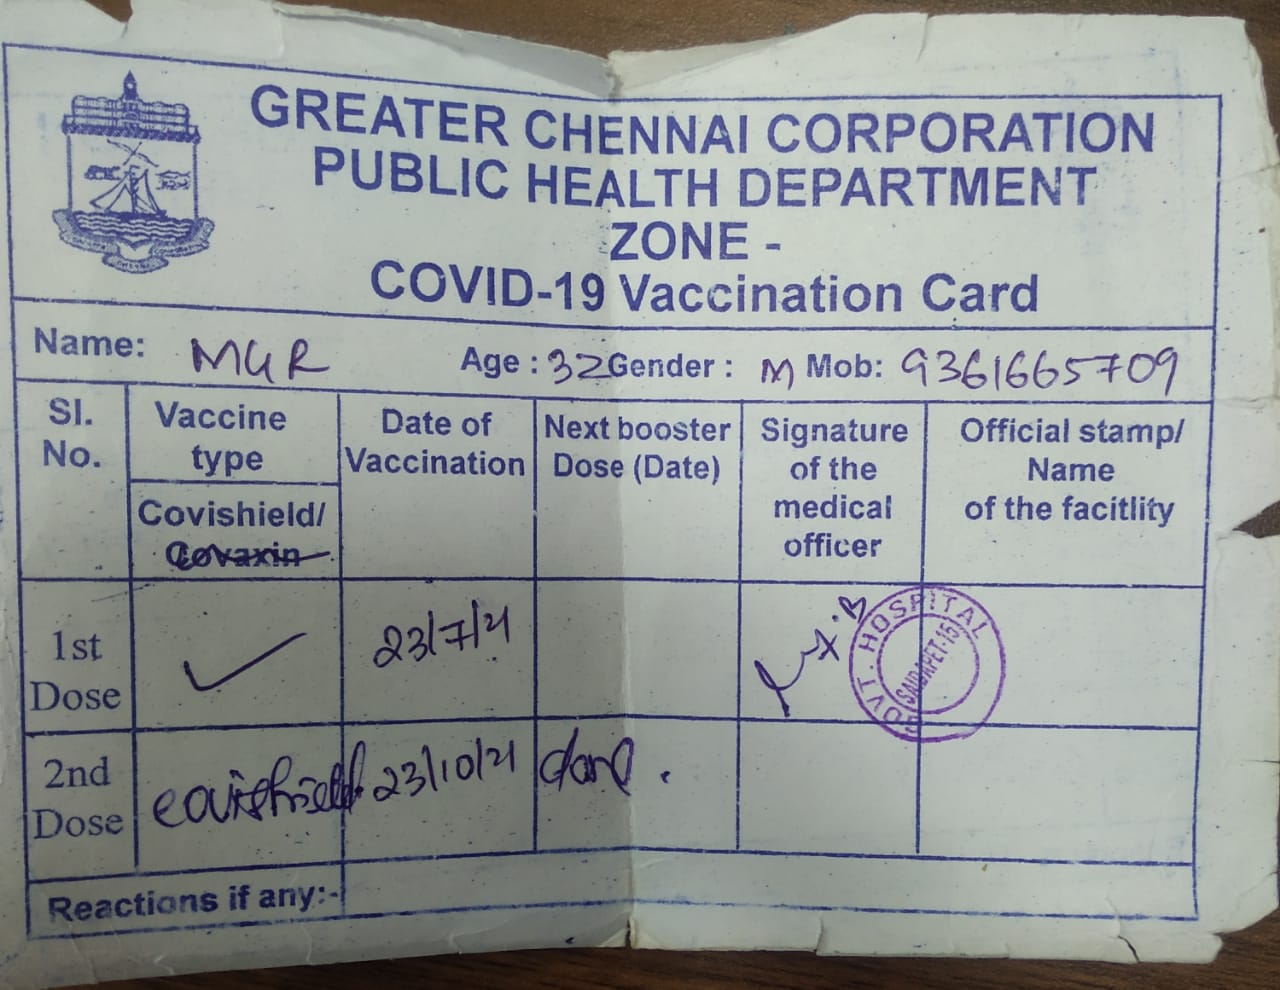 GREATER CHENNAI CORPORATION
PUBLIC HEALTH DEPARTMENT
ZONE -
COVID-19 Vaccination Card
Name: MGR Age : 32 Gender : M Mob: 9361665709
Sl. No. Vaccine type Date of Vaccination Next booster Dose (Date) Signature of the medical officer Official stamp/ Name of the facitlity
Covishield/
Covaxin
1st Dose 23/7/21
GOVT. HOSPITAL
SAIDAPET-15
2nd Dose covishield 23/10/21 done.
Reactions if any:-